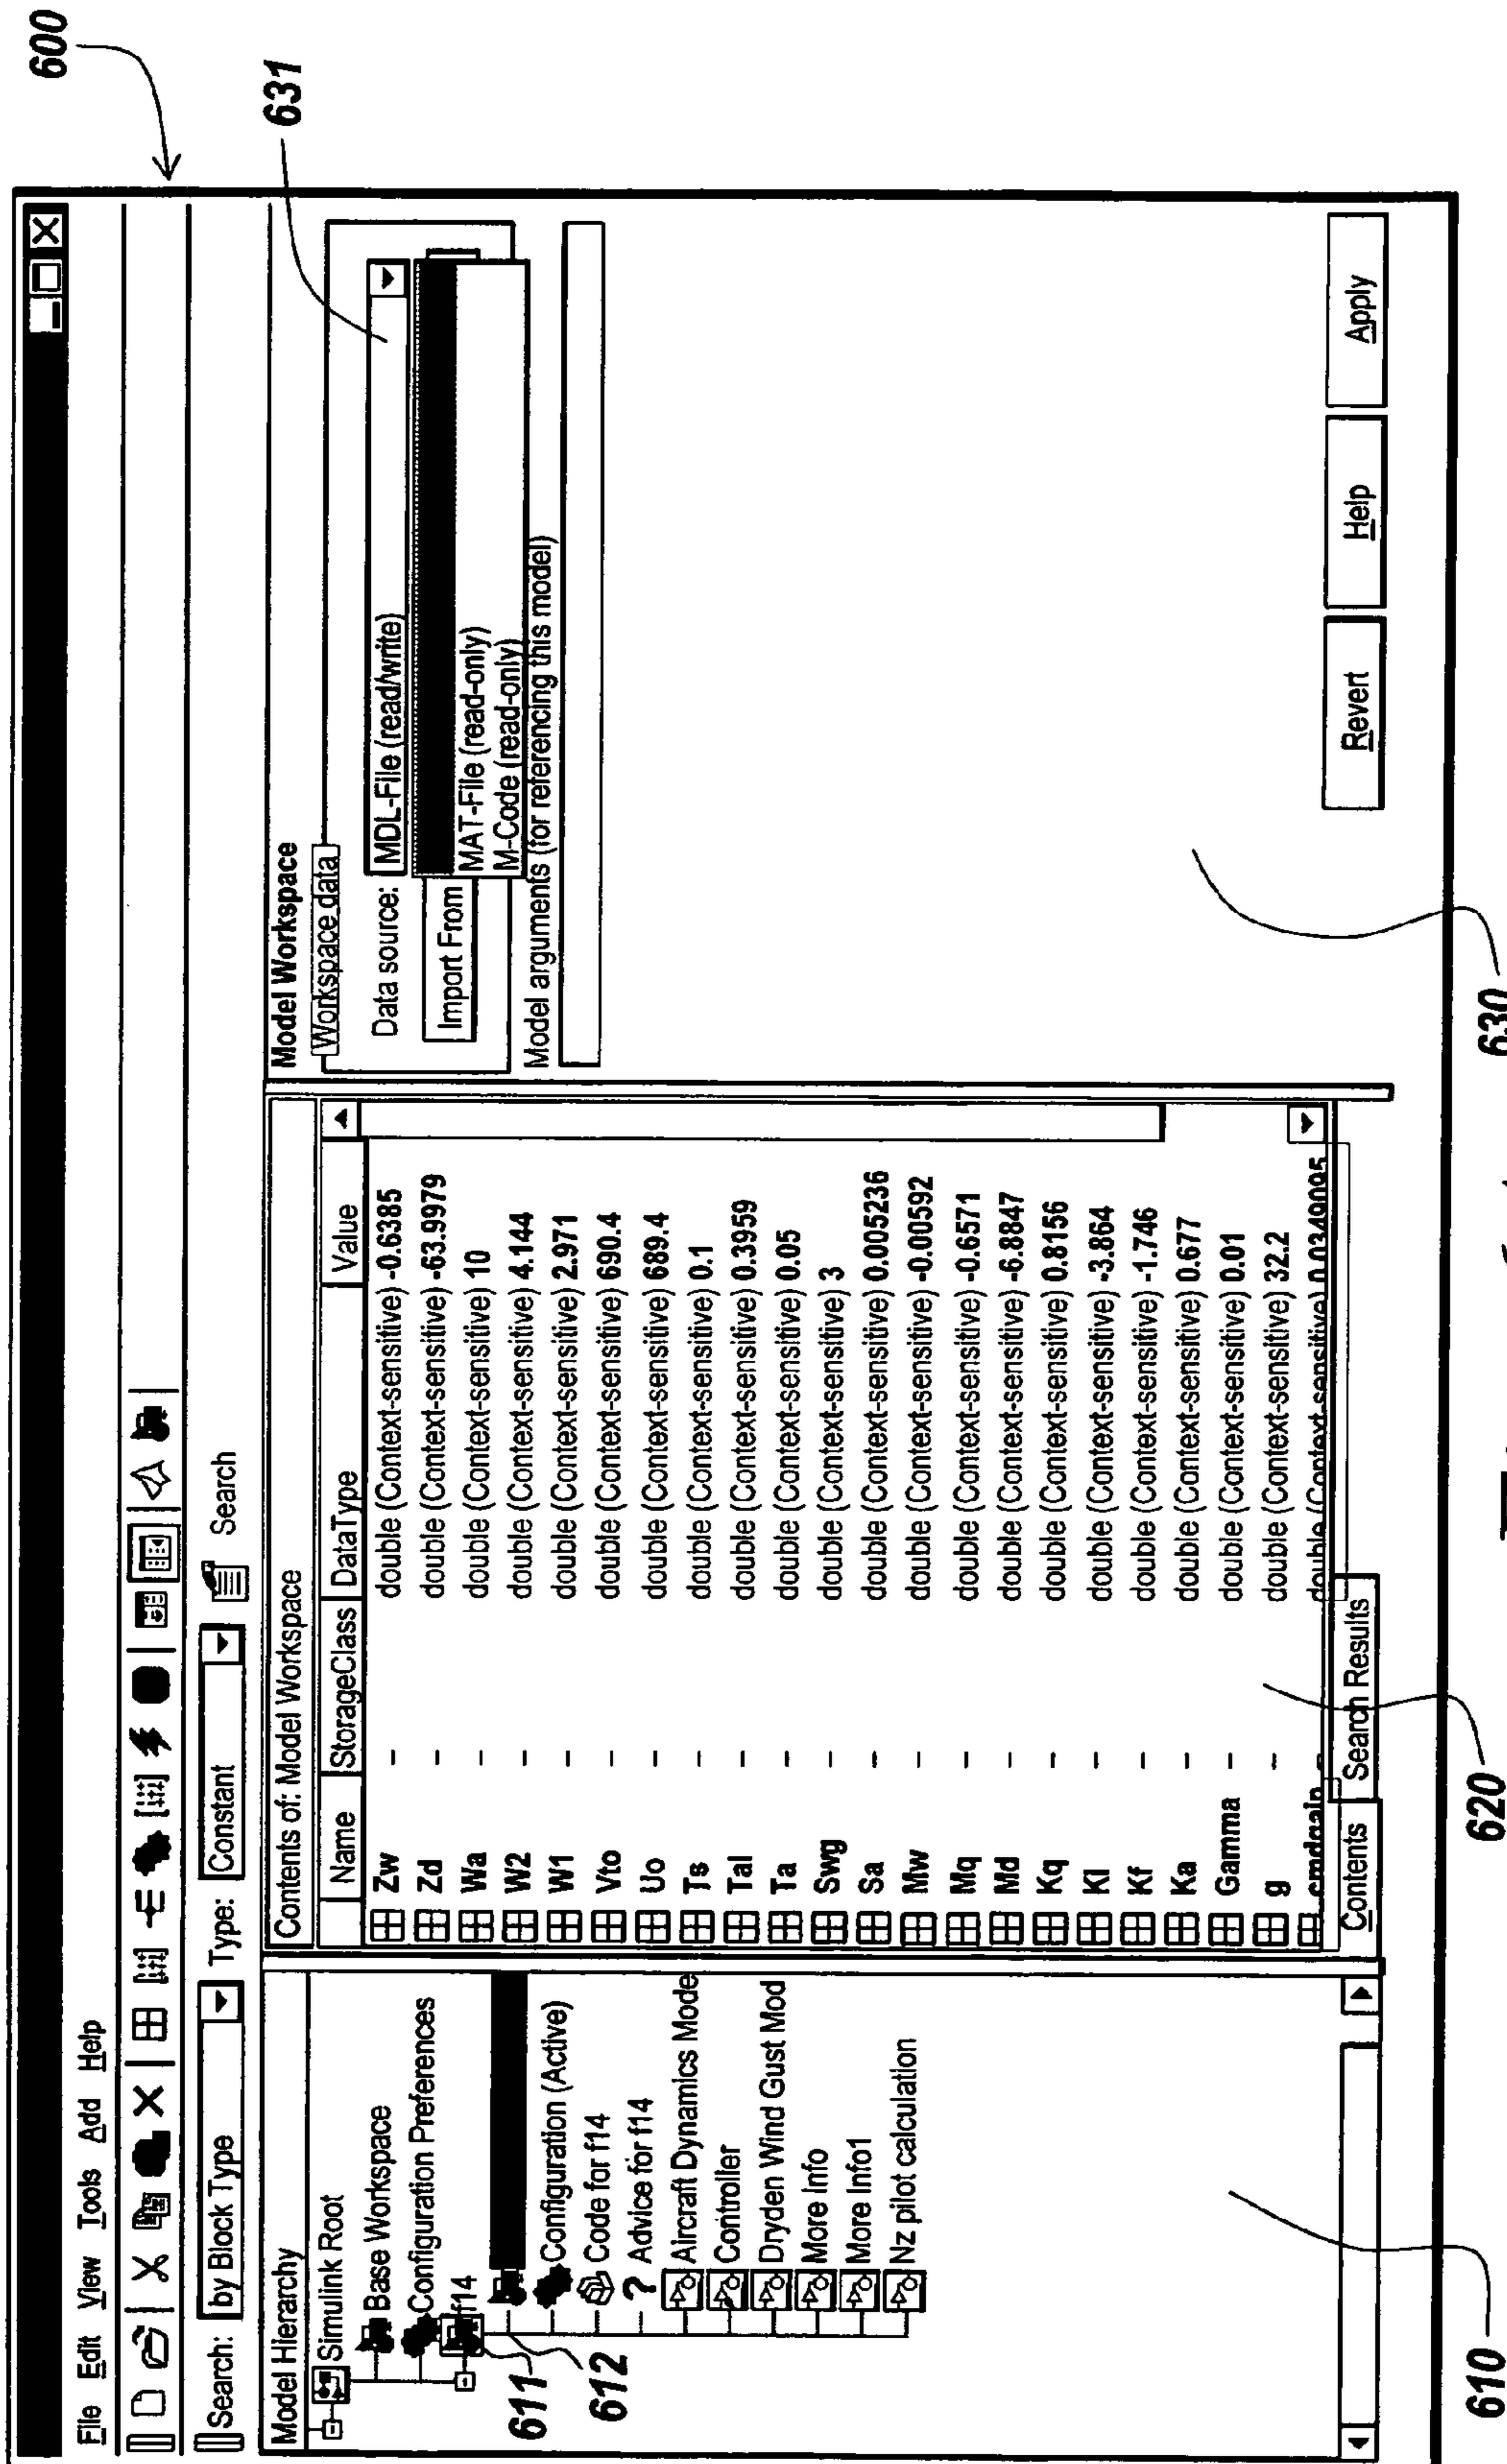 600
File Edit View Tools Add Help
Search: by Block Type Type: Constant Search
Model Hierarchy
Simulink Root
Base Workspace
Configuration Preferences
f14
Configuration (Active)
Code for f14
Advice for f14
Aircraft Dynamics Mode
Controller
Dryden Wind Gust Mod
More Info
More Info1
Nz pilot calculation
611
612
610
Contents of: Model Workspace
Name StorageClass DataType Value
Zw – double (Context-sensitive) -0.6385
Zd – double (Context-sensitive) -63.9979
Wa – double (Context-sensitive) 10
W2 – double (Context-sensitive) 4.144
W1 – double (Context-sensitive) 2.971
Vto – double (Context-sensitive) 690.4
Uo – double (Context-sensitive) 689.4
Ts – double (Context-sensitive) 0.1
Tal – double (Context-sensitive) 0.3959
Ta – double (Context-sensitive) 0.05
Swg – double (Context-sensitive) 3
Sa – double (Context-sensitive) 0.005236
Mw – double (Context-sensitive) -0.00592
Mq – double (Context-sensitive) -0.6571
Md – double (Context-sensitive) -6.8847
Kq – double (Context-sensitive) 0.8156
Ki – double (Context-sensitive) -3.864
Kf – double (Context-sensitive) -1.746
Ka – double (Context-sensitive) 0.677
Gamma – double (Context-sensitive) 0.01
g – double (Context-sensitive) 32.2
cmdgain – double (Context-sensitive) 0.0349095
Contents Search Results
620
Model Workspace
Workspace data
Data source: MDL-File (read/write)
Import From
MAT-File (read-only)
M-Code (read-only)
Model arguments (for referencing this model)
631
Revert Help Apply
630